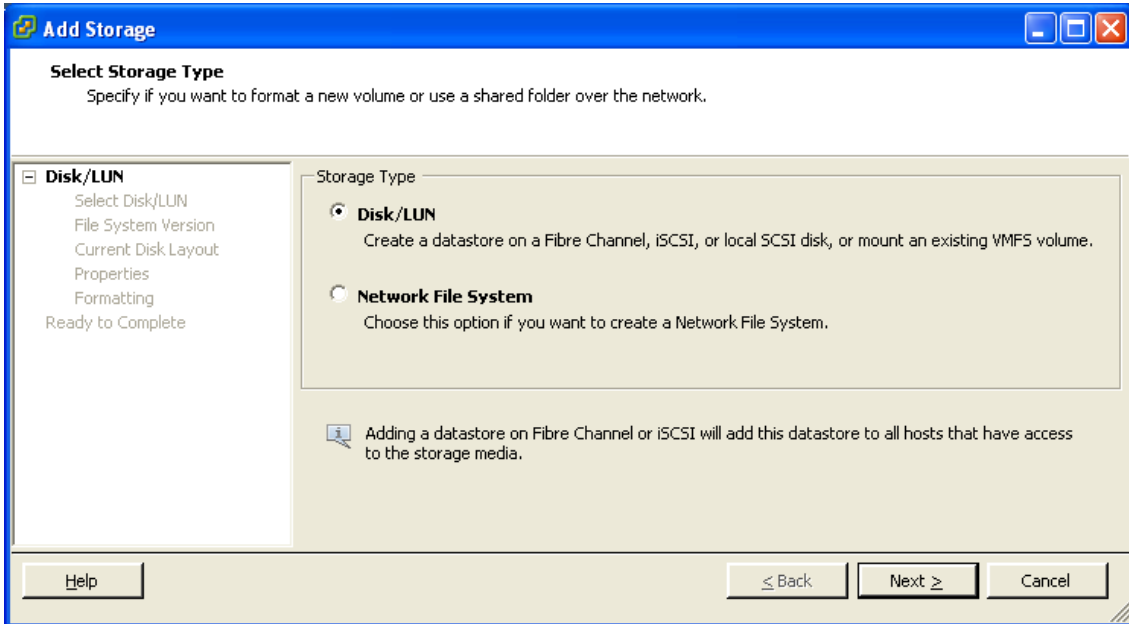 Add Storage
Select Storage Type
Specify if you want to format a new volume or use a shared folder over the network.
Disk/LUN
Select Disk/LUN
File System Version
Current Disk Layout
Properties
Formatting
Ready to Complete
Storage Type
Disk/LUN
Create a datastore on a Fibre Channel, iSCSI, or local SCSI disk, or mount an existing VMFS volume.
Network File System
Choose this option if you want to create a Network File System.
Adding a datastore on Fibre Channel or iSCSI will add this datastore to all hosts that have access
to the storage media.
Help
< Back
Next >
Cancel